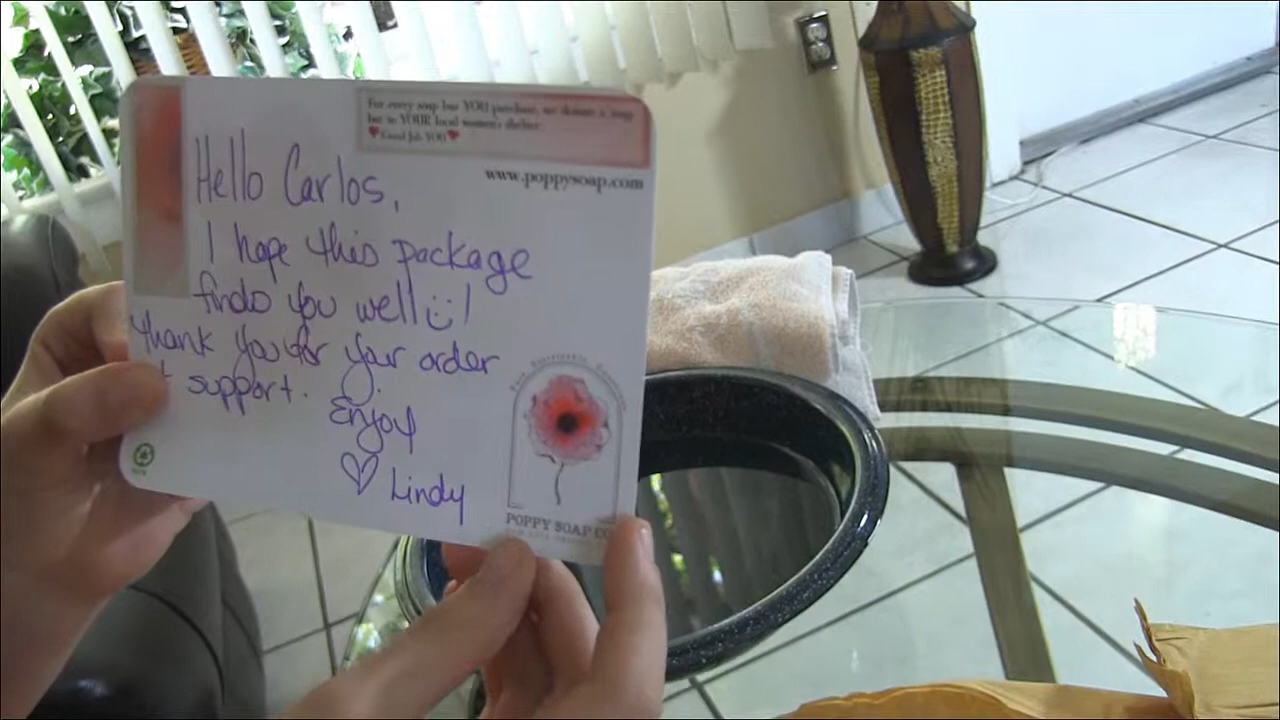 For every soap bar YOU purchase, we donate a soap
bar to YOUR local women's shelter.
Good Job YOU
www.poppysoap.com
Hello Carlos,
I hope this package
finds you well!
Thank you for your order
support.
Enjoy
Lindy
POPPY SOAP CO